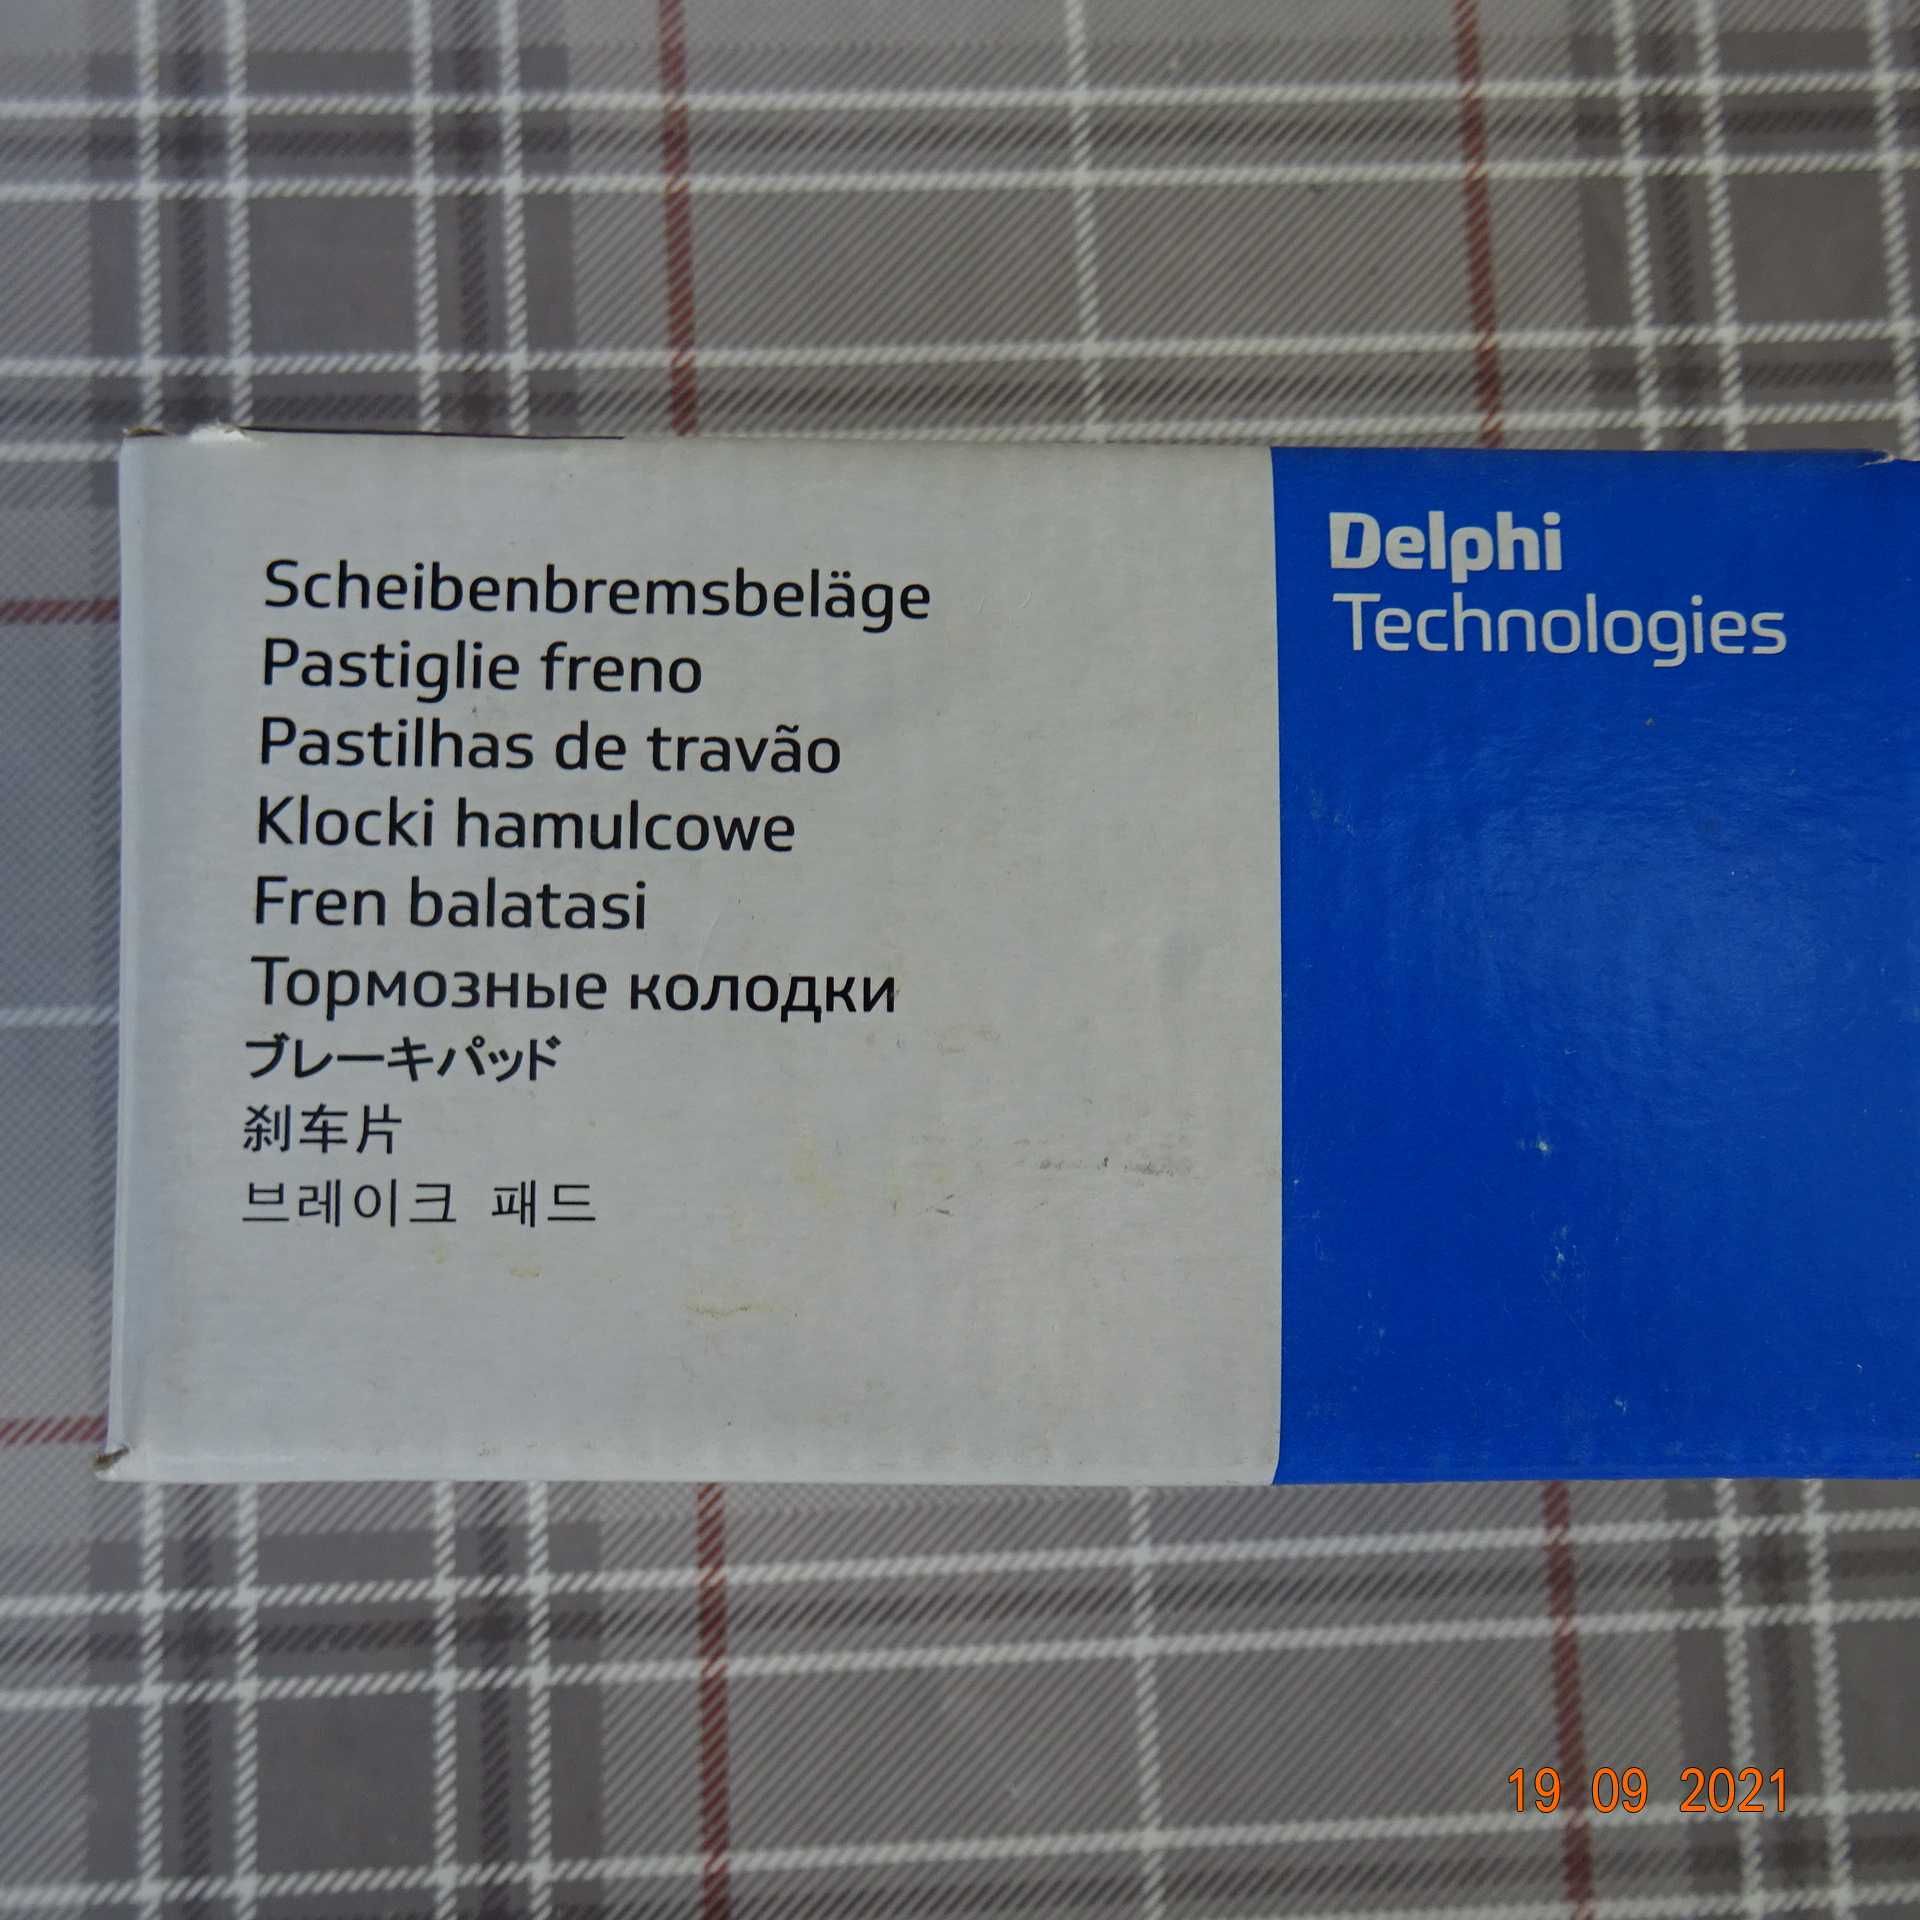 Scheibenbremsbeläge
Pastiglie freno
Pastilhas de travão
Klocki hamulcowe
Fren balatasi
Тормозные колодки
ブレーキパッド
刹车片
브레이크 패드
Delphi
Technologies
19 09 2021